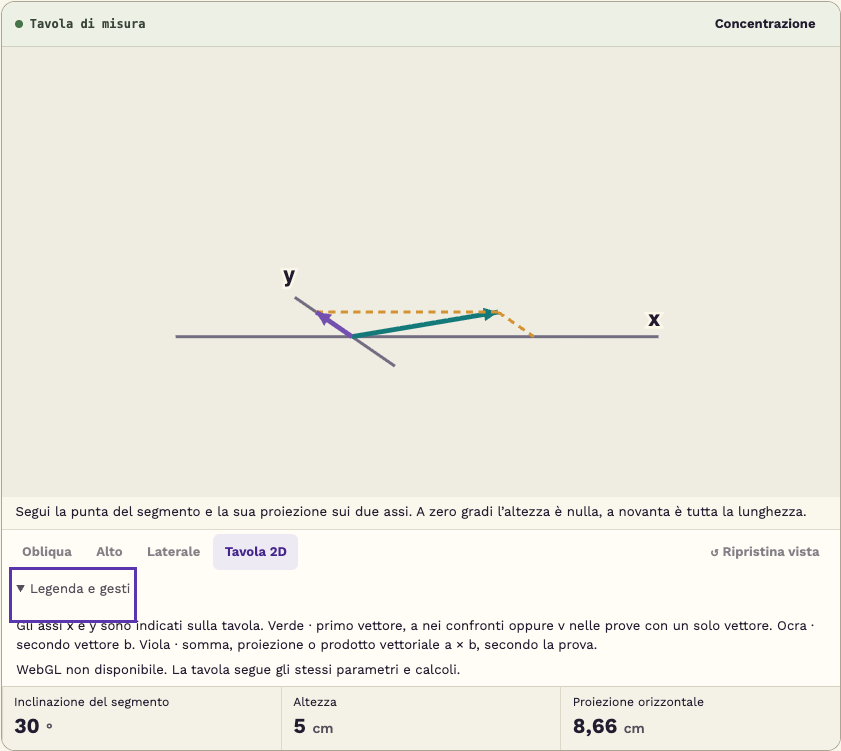 Tavola di misura
Concentrazione
y
x
Segui la punta del segmento e la sua proiezione sui due assi. A zero gradi l’altezza è nulla, a novanta è tutta la lunghezza.
Obliqua Alto Laterale Tavola 2D ↺ Ripristina vista
▼ Legenda e gesti
Gli assi x e y sono indicati sulla tavola. Verde · primo vettore, a nei confronti oppure v nelle prove con un solo vettore. Ocra ·
secondo vettore b. Viola · somma, proiezione o prodotto vettoriale a × b, secondo la prova.
WebGL non disponibile. La tavola segue gli stessi parametri e calcoli.
Inclinazione del segmento
30 °
Altezza
5 cm
Proiezione orizzontale
8,66 cm